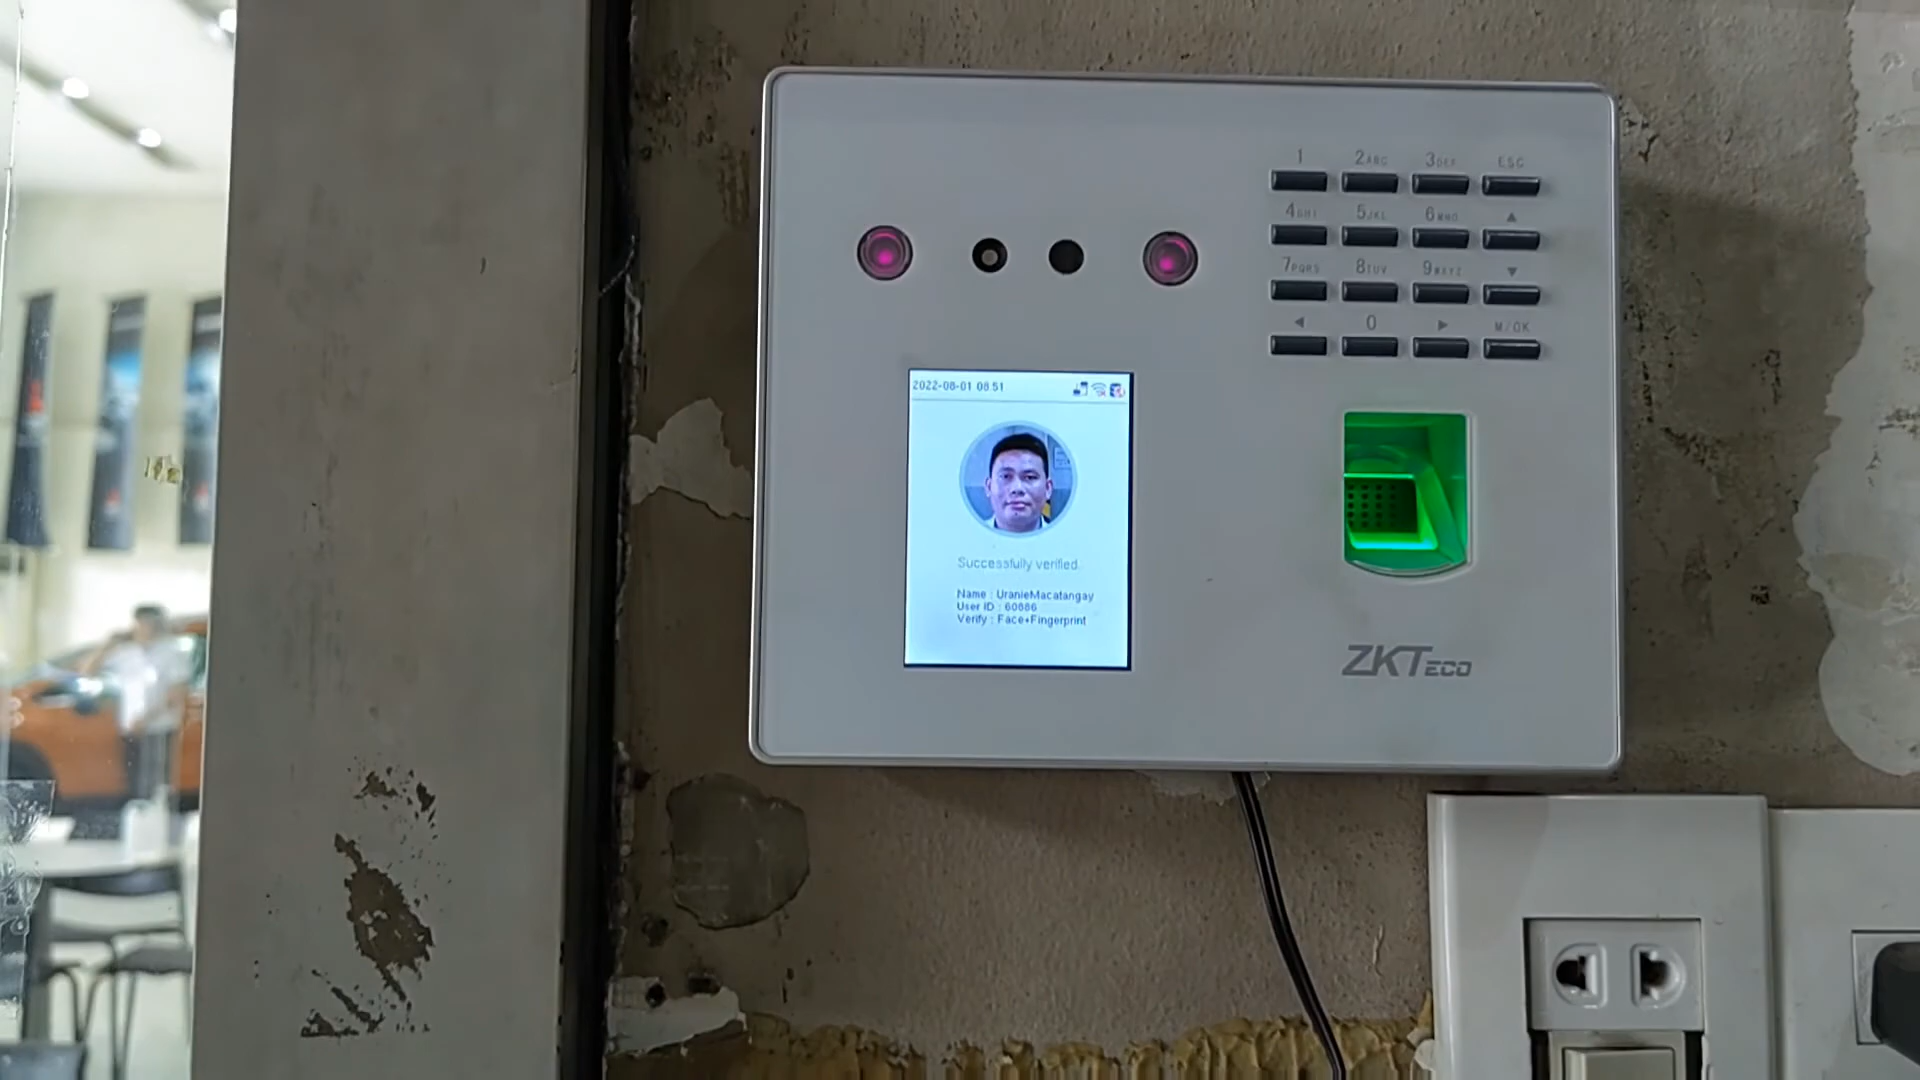 1 2ABC 3DEF ESC
4GHI 5JKL 6MNO
7PQRS 8TUV 9WXYZ
0 M/OK
2022-08-01 08:51
Successfully verified.
Name : UranieMacatangay
User ID : 60886
Verify : Face+Fingerprint
ZKTECO